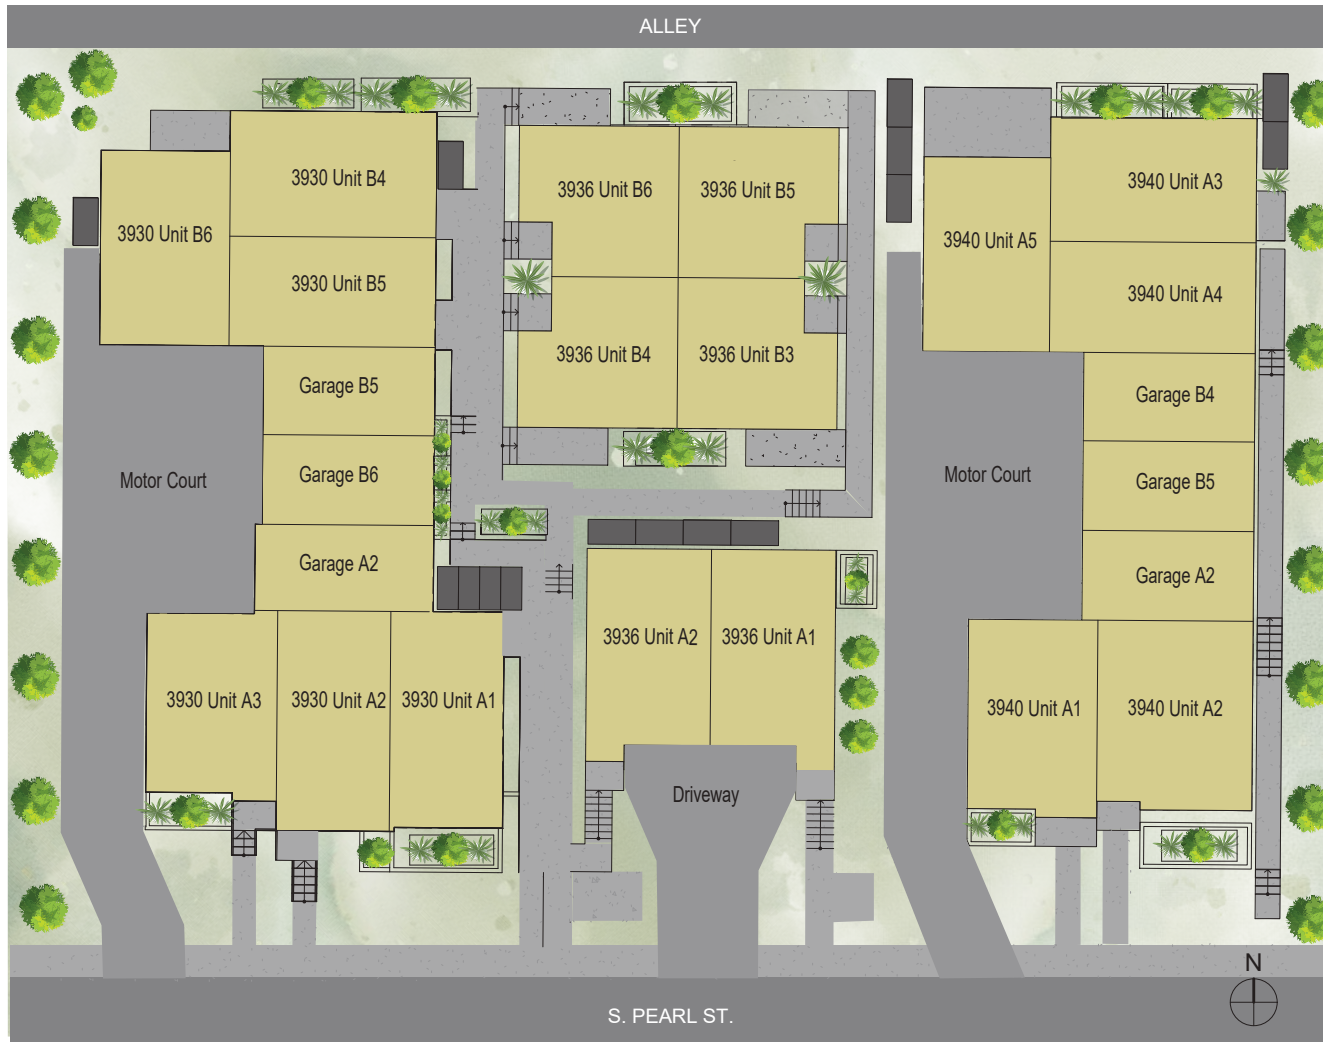 ALLEY
3930 Unit B4
3930 Unit B6
3930 Unit B5
Garage B5
Garage B6
Motor Court
Garage A2
3930 Unit A3
3930 Unit A2
3930 Unit A1
3936 Unit B6
3936 Unit B5
3936 Unit B4
3936 Unit B3
3936 Unit A2
3936 Unit A1
Driveway
3940 Unit A3
3940 Unit A5
3940 Unit A4
Garage B4
Motor Court
Garage B5
Garage A2
3940 Unit A1
3940 Unit A2
N
S. PEARL ST.